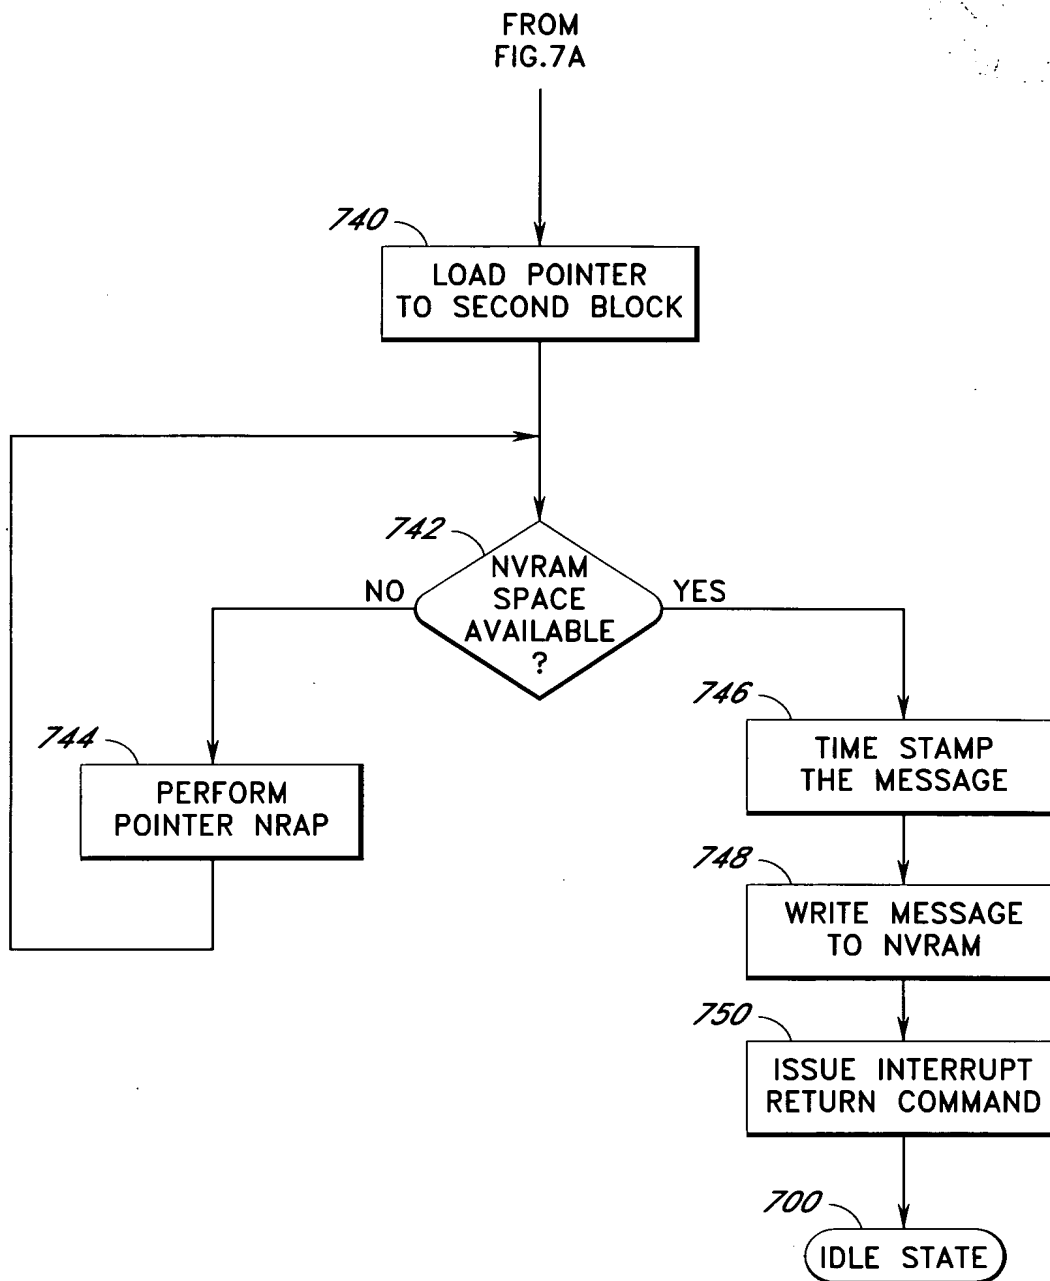 FROM
FIG.7A
740
LOAD POINTER
TO SECOND BLOCK
742
NVRAM
SPACE
AVAILABLE
?
NO
YES
744
PERFORM
POINTER NRAP
746
TIME STAMP
THE MESSAGE
748
WRITE MESSAGE
TO NVRAM
750
ISSUE INTERRUPT
RETURN COMMAND
700
IDLE STATE